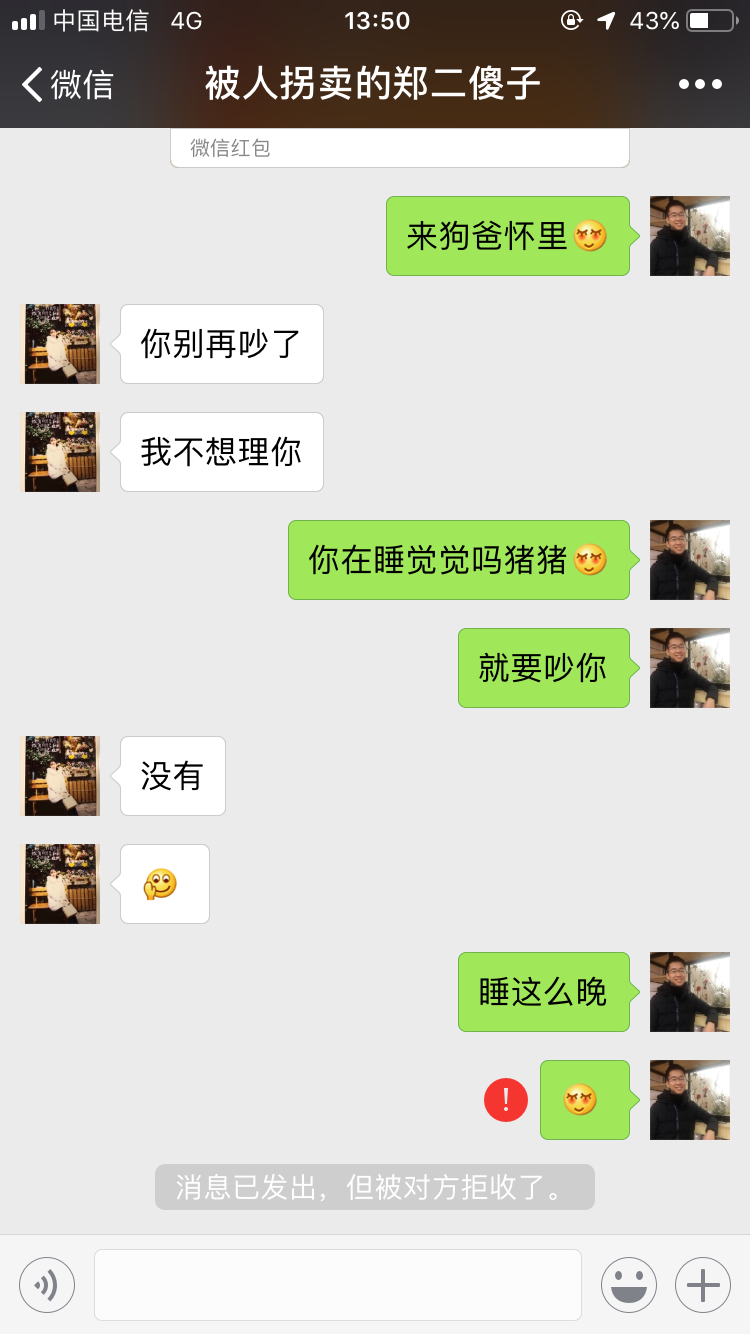 中国电信 4G 13:50 43%
微信 被人拐卖的郑二傻子
微信红包
来狗爸怀里
你别再吵了
我不想理你
你在睡觉觉吗猪猪
就要吵你
没有
睡这么晚
!
消息已发出，但被对方拒收了。